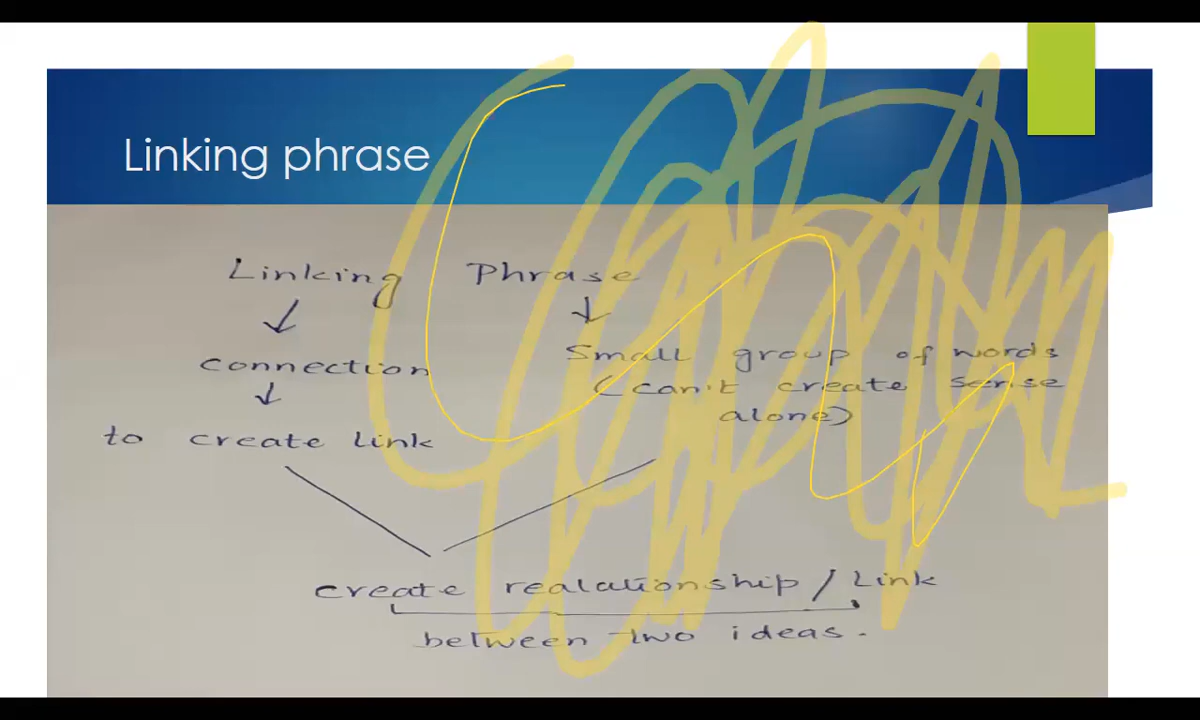 Linking phrase
Linking Phrase
Small group of words
connection (can't create sense
alone)
to create link
create realationship / Link
between two ideas.